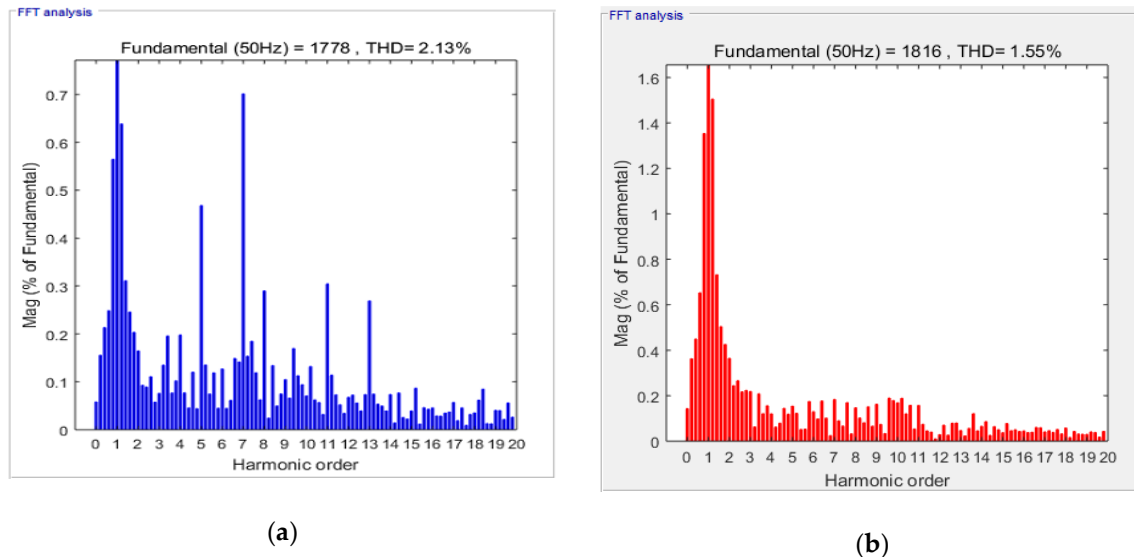 FFT analysis
Fundamental (50Hz) = 1778 , THD= 2.13%
0.7
0.6
0.5
0.4
0.3
0.2
0.1
0
Mag (% of Fundamental)
0 1 2 3 4 5 6 7 8 9 10 11 12 13 14 15 16 17 18 19 20
Harmonic order
(a)
FFT analysis
Fundamental (50Hz) = 1816 , THD= 1.55%
1.6
1.4
1.2
1
0.8
0.6
0.4
0.2
0
Mag (% of Fundamental)
0 1 2 3 4 5 6 7 8 9 10 11 12 13 14 15 16 17 18 19 20
Harmonic order
(b)